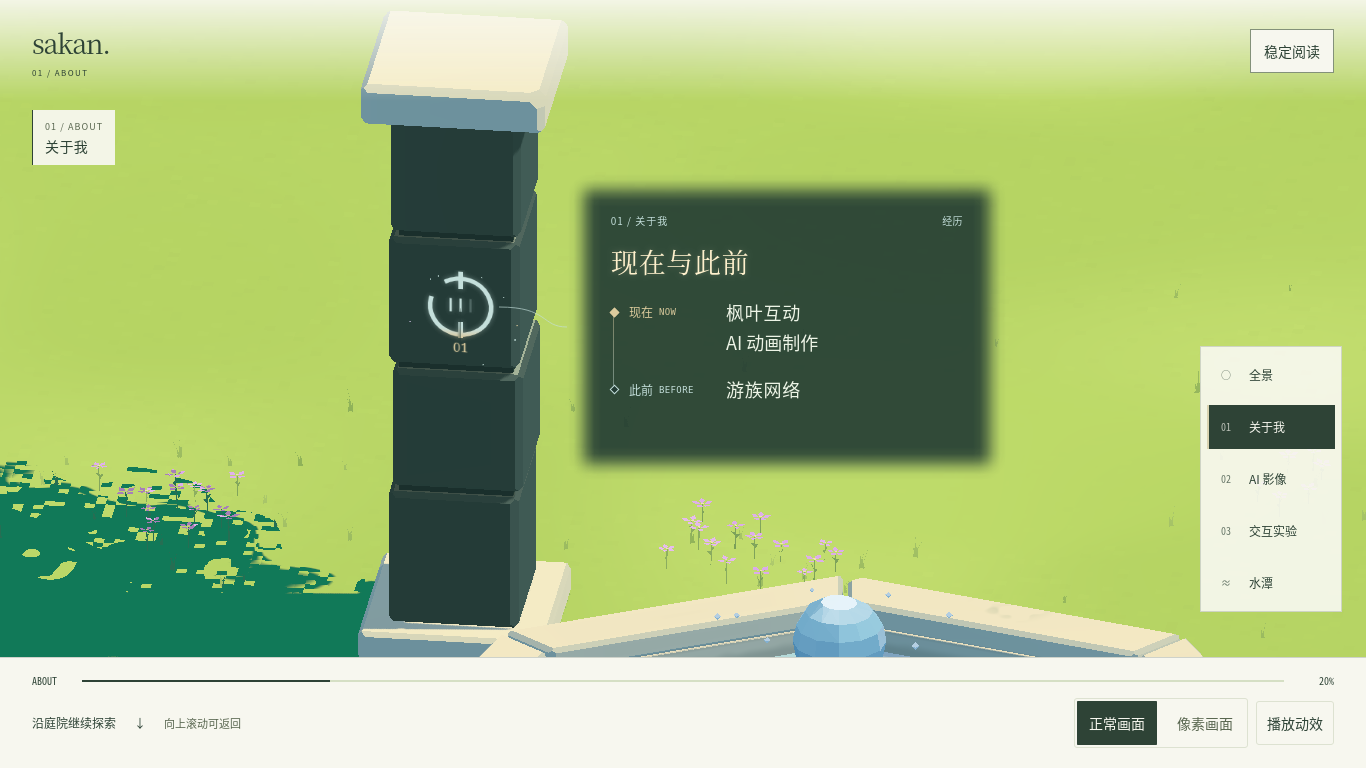 sakan.
01 / ABOUT
稳定阅读
01 / ABOUT
关于我
01 / 关于我
经历
现在与此前
现在 NOW
枫叶互动
AI 动画制作
此前 BEFORE
游族网络
01
全景
01 关于我
02 AI 影像
03 交互实验
≈ 水潭
ABOUT
20%
沿庭院继续探索 ↓ 向上滚动可返回
正常画面
像素画面
播放动效